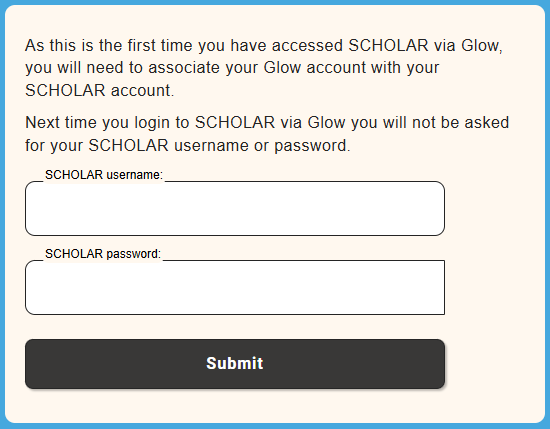 As this is the first time you have accessed SCHOLAR via Glow,
you will need to associate your Glow account with your
SCHOLAR account.
Next time you login to SCHOLAR via Glow you will not be asked
for your SCHOLAR username or password.
SCHOLAR username:
SCHOLAR password:
Submit